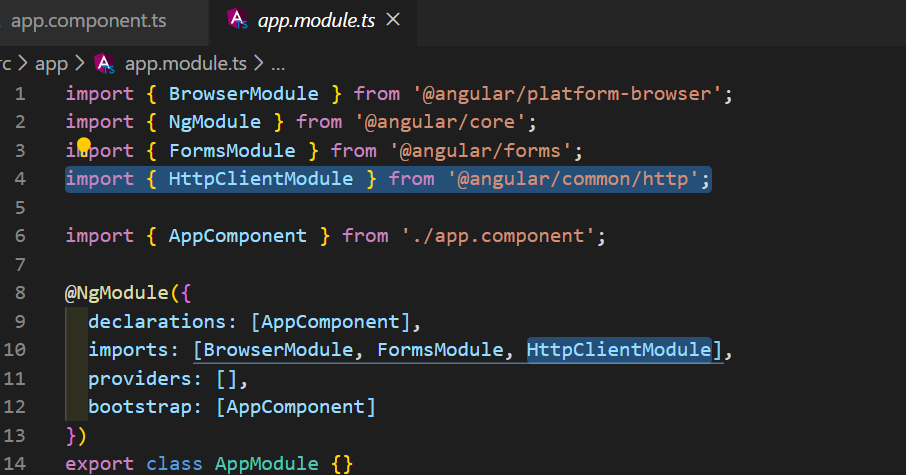 app.component.ts
app.module.ts
app > app.module.ts > ...
1 import { BrowserModule } from '@angular/platform-browser';
2 import { NgModule } from '@angular/core';
3 import { FormsModule } from '@angular/forms';
4 import { HttpClientModule } from '@angular/common/http';
5
6 import { AppComponent } from './app.component';
7
8 @NgModule({
9   declarations: [AppComponent],
10   imports: [BrowserModule, FormsModule, HttpClientModule],
11   providers: [],
12   bootstrap: [AppComponent]
13 })
14 export class AppModule {}